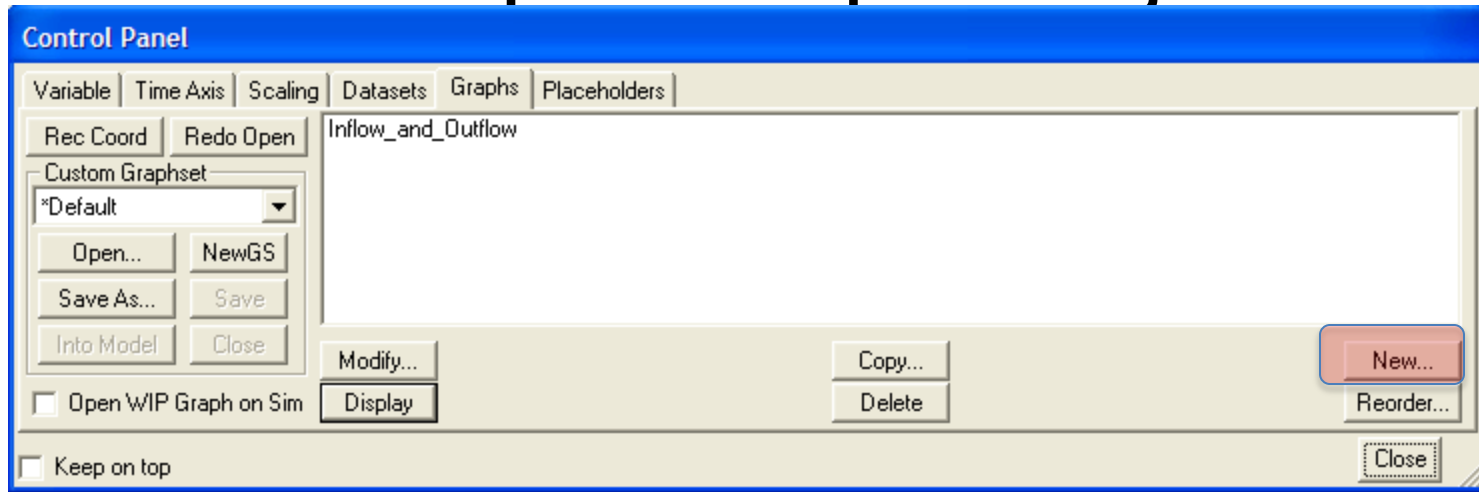 Control Panel
Variable Time Axis Scaling Datasets Graphs Placeholders
Rec Coord Redo Open
Inflow_and_Outflow
Custom Graphset
*Default
Open... NewGS
Save As... Save
Into Model Close
Modify... Copy... New...
Open WIP Graph on Sim Display Delete Reorder...
Keep on top Close